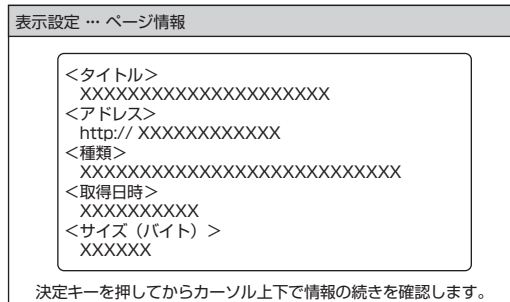 表示設定 … ページ情報
＜タイトル＞
XXXXXXXXXXXXXXXXXXXXX
＜アドレス＞
http:// XXXXXXXXXXXX
＜種類＞
XXXXXXXXXXXXXXXXXXXXXXXXXXX
＜取得日時＞
XXXXXXXXXX
＜サイズ（バイト）＞
XXXXXX
決定キーを押してからカーソル上下で情報の続きを確認します。